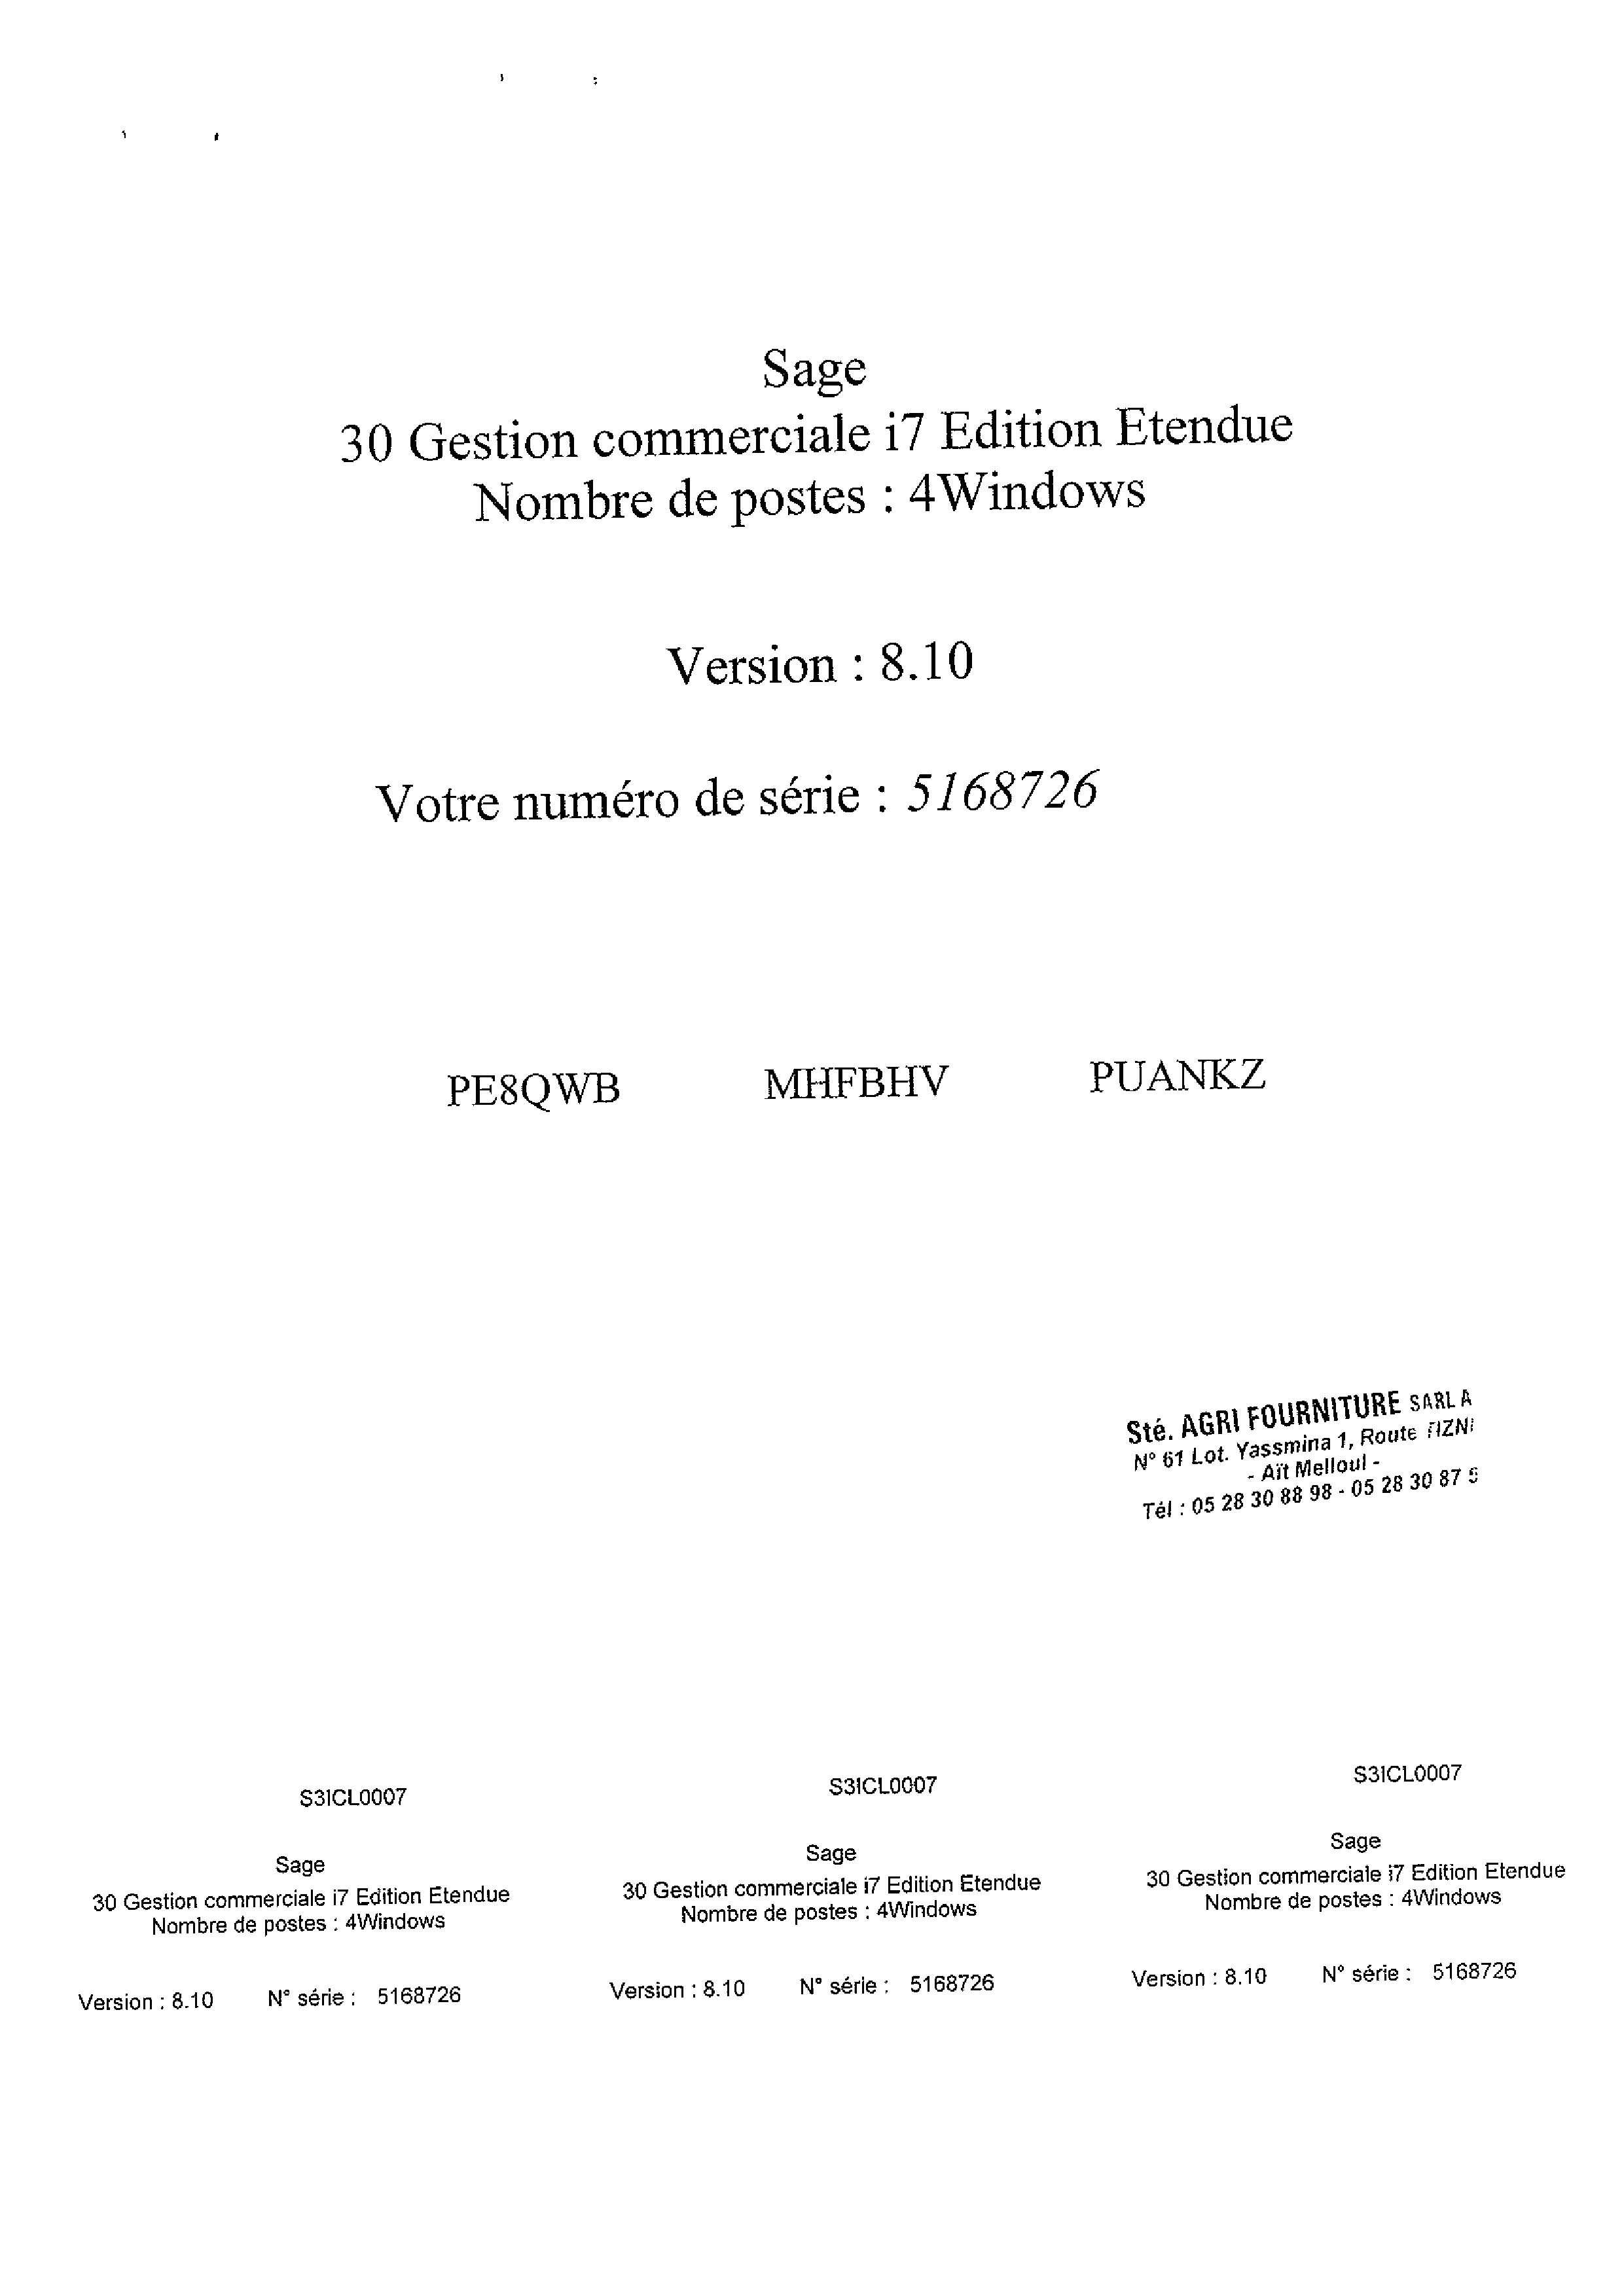 Sage
30 Gestion commerciale i7 Edition Etendue
Nombre de postes : 4Windows
Version : 8.10
Votre numéro de série : 5168726
PE8QWB MHFBHV PUANKZ
Sté. AGRI FOURNITURE SARL A
N° 61 Lot. Yassmina 1, Route
- Aït Melloul -
Tél : 05 28 30 88 98 - 05 28 30 87
S3ICL0007
Sage
30 Gestion commerciale i7 Edition Etendue
Nombre de postes : 4Windows
Version : 8.10 N° série : 5168726
S3ICL0007
Sage
30 Gestion commerciale i7 Edition Etendue
Nombre de postes : 4Windows
Version : 8.10 N° série : 5168726
S3ICL0007
Sage
30 Gestion commerciale i7 Edition Etendue
Nombre de postes : 4Windows
Version : 8.10 N° série : 5168726